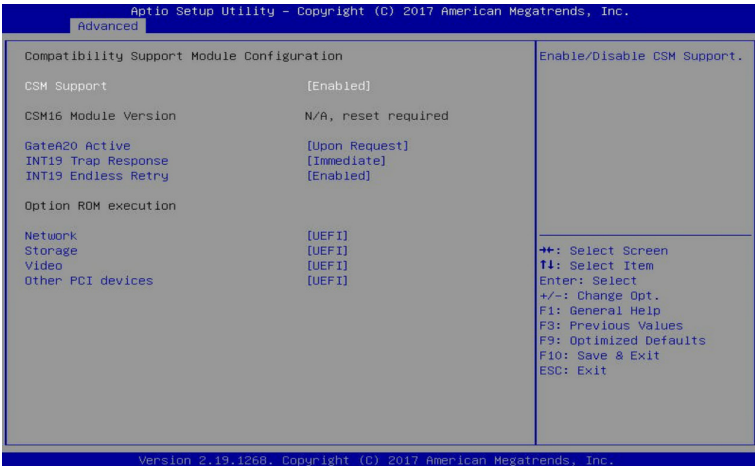 Aptio Setup Utility – Copyright (C) 2017 American Megatrends, Inc.
Advanced
Compatibility Support Module Configuration
CSM Support [Enabled]
CSM16 Module Version N/A, reset required
GateA20 Active [Upon Request]
INT19 Trap Response [Immediate]
INT19 Endless Retry [Enabled]
Option ROM execution
Network [UEFI]
Storage [UEFI]
Video [UEFI]
Other PCI devices [UEFI]
Enable/Disable CSM Support.
→←: Select Screen
↑↓: Select Item
Enter: Select
+/-: Change Opt.
F1: General Help
F3: Previous Values
F9: Optimized Defaults
F10: Save & Exit
ESC: Exit
Version 2.19.1268. Copyright (C) 2017 American Megatrends, Inc.